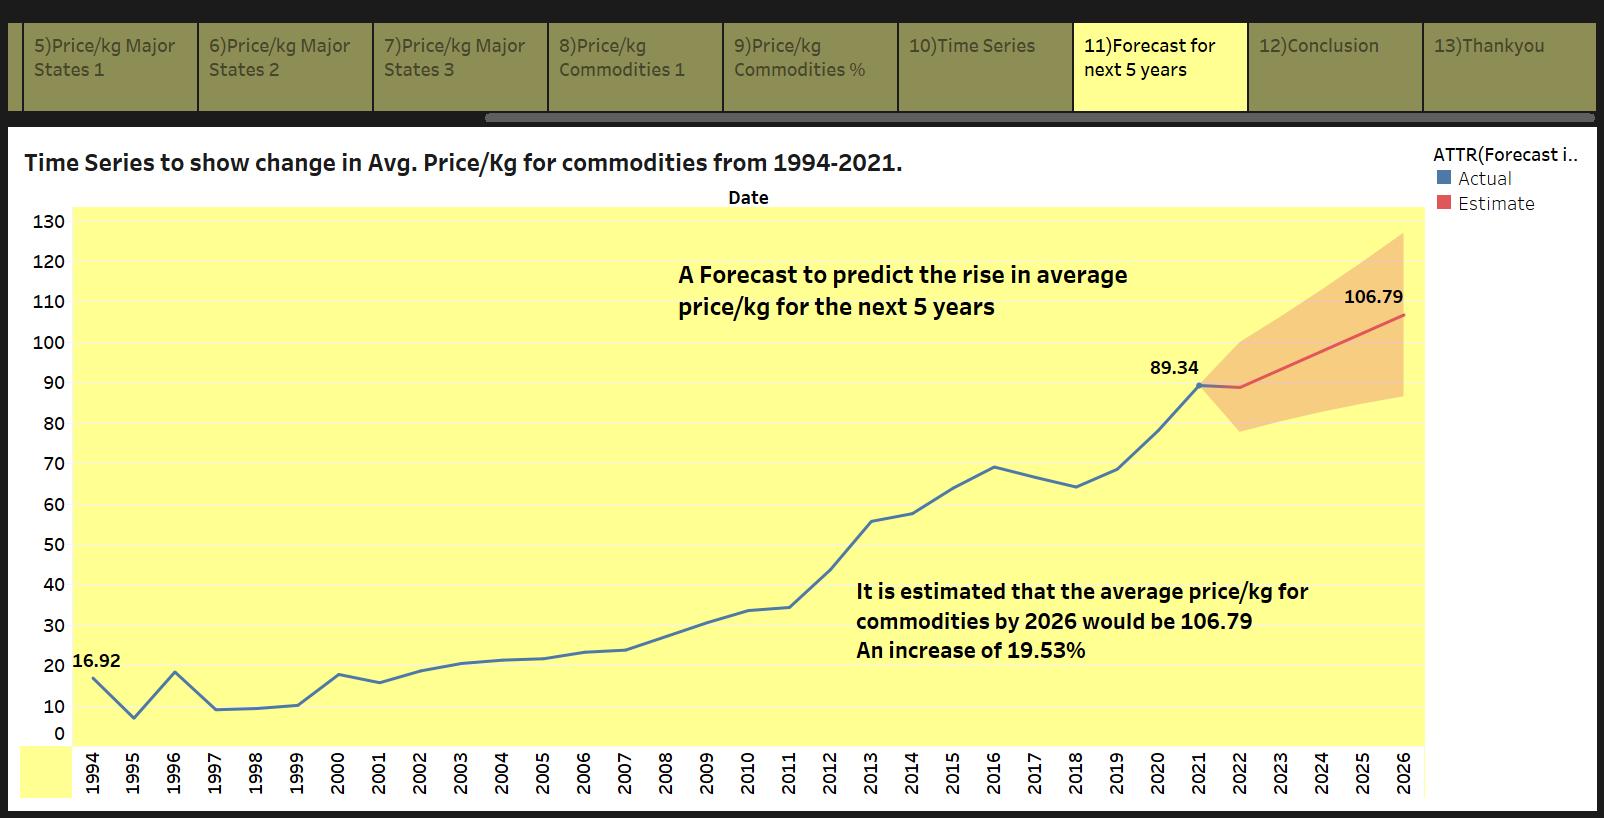 5)Price/kg Major
States 1
6)Price/kg Major
States 2
7)Price/kg Major
States 3
8)Price/kg
Commodities 1
9)Price/kg
Commodities %
10)Time Series
11)Forecast for
next 5 years
12)Conclusion
13)Thankyou
Time Series to show change in Avg. Price/Kg for commodities from 1994-2021.
ATTR(Forecast i..
Actual
Estimate
Date
130
120
110
100
90
80
70
60
50
40
30
20
10
0
A Forecast to predict the rise in average
price/kg for the next 5 years
106.79
89.34
16.92
It is estimated that the average price/kg for
commodities by 2026 would be 106.79
An increase of 19.53%
1994
1995
1996
1997
1998
1999
2000
2001
2002
2003
2004
2005
2006
2007
2008
2009
2010
2011
2012
2013
2014
2015
2016
2017
2018
2019
2020
2021
2022
2023
2024
2025
2026